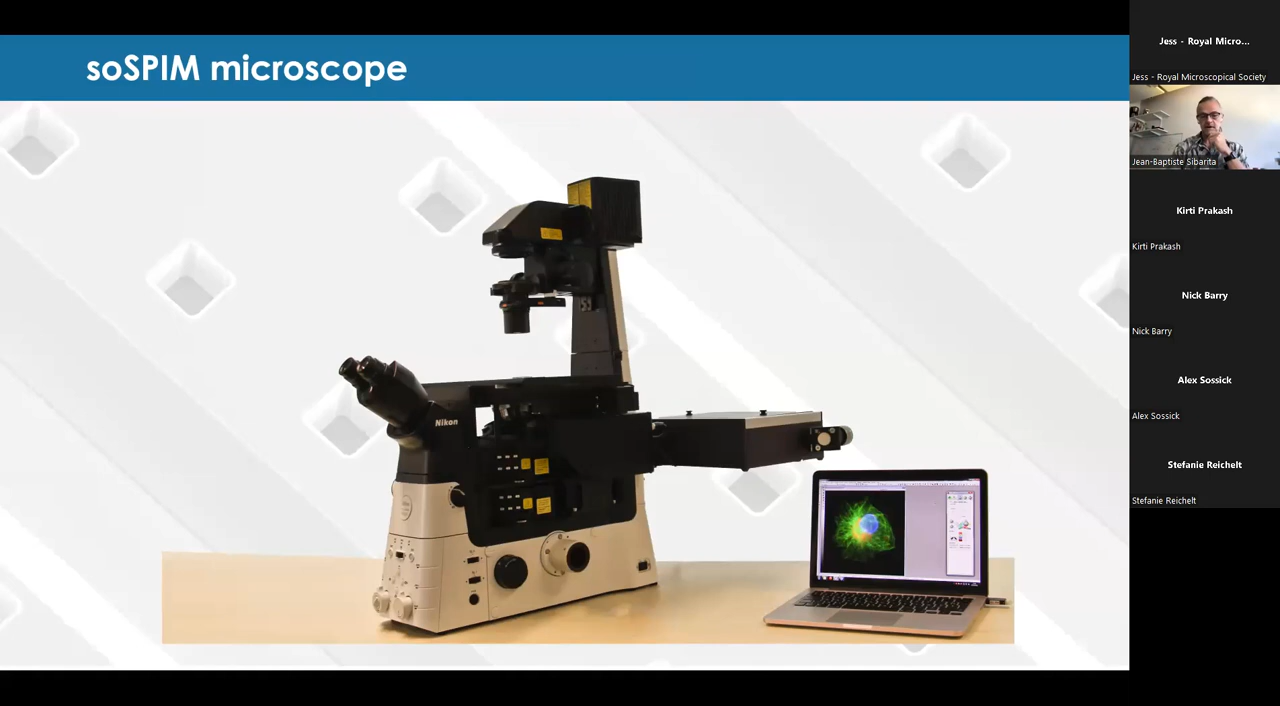 soSPIM microscope
Nikon
Jess - Royal Micro...
Jess - Royal Microscopical Society
Jean-Baptiste Sibarita
Kirti Prakash
Kirti Prakash
Nick Barry
Nick Barry
Alex Sossick
Alex Sossick
Stefanie Reichelt
Stefanie Reichelt